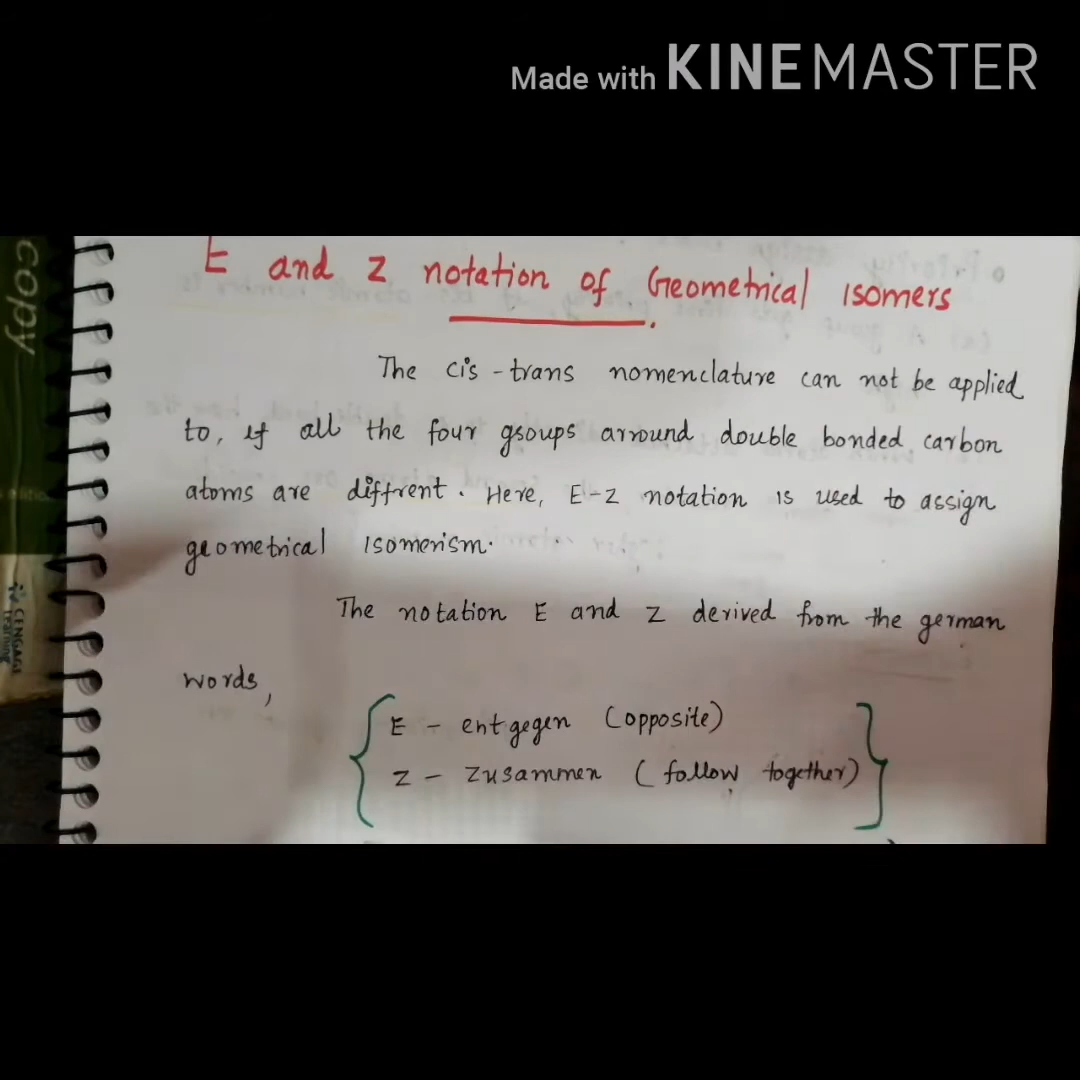 Made with KINEMASTER
E and Z notation of Geometrical isomers
The cis-trans nomenclature can not be applied
to, if all the four gsoups arround double bonded carbon
atoms are diffrent. Here, E-Z notation is used to assign
geometrical isomerism.
The notation E and Z derived from the german
words,
E - entgegen (opposite)
Z - Zusammen (follow together)
copy
CENGAGE
Learning